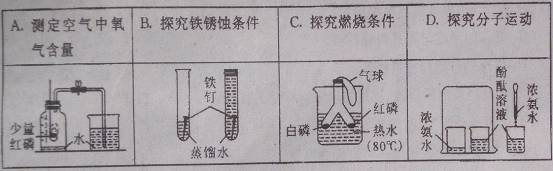 A. 测定空气中氧气含量
B. 探究铁锈蚀条件
C. 探究燃烧条件
D. 探究分子运动
少量红磷
水
铁钉
蒸馏水
气球
白磷
红磷
热水
(80℃)
浓氨水
酚酞溶液
浓氨水